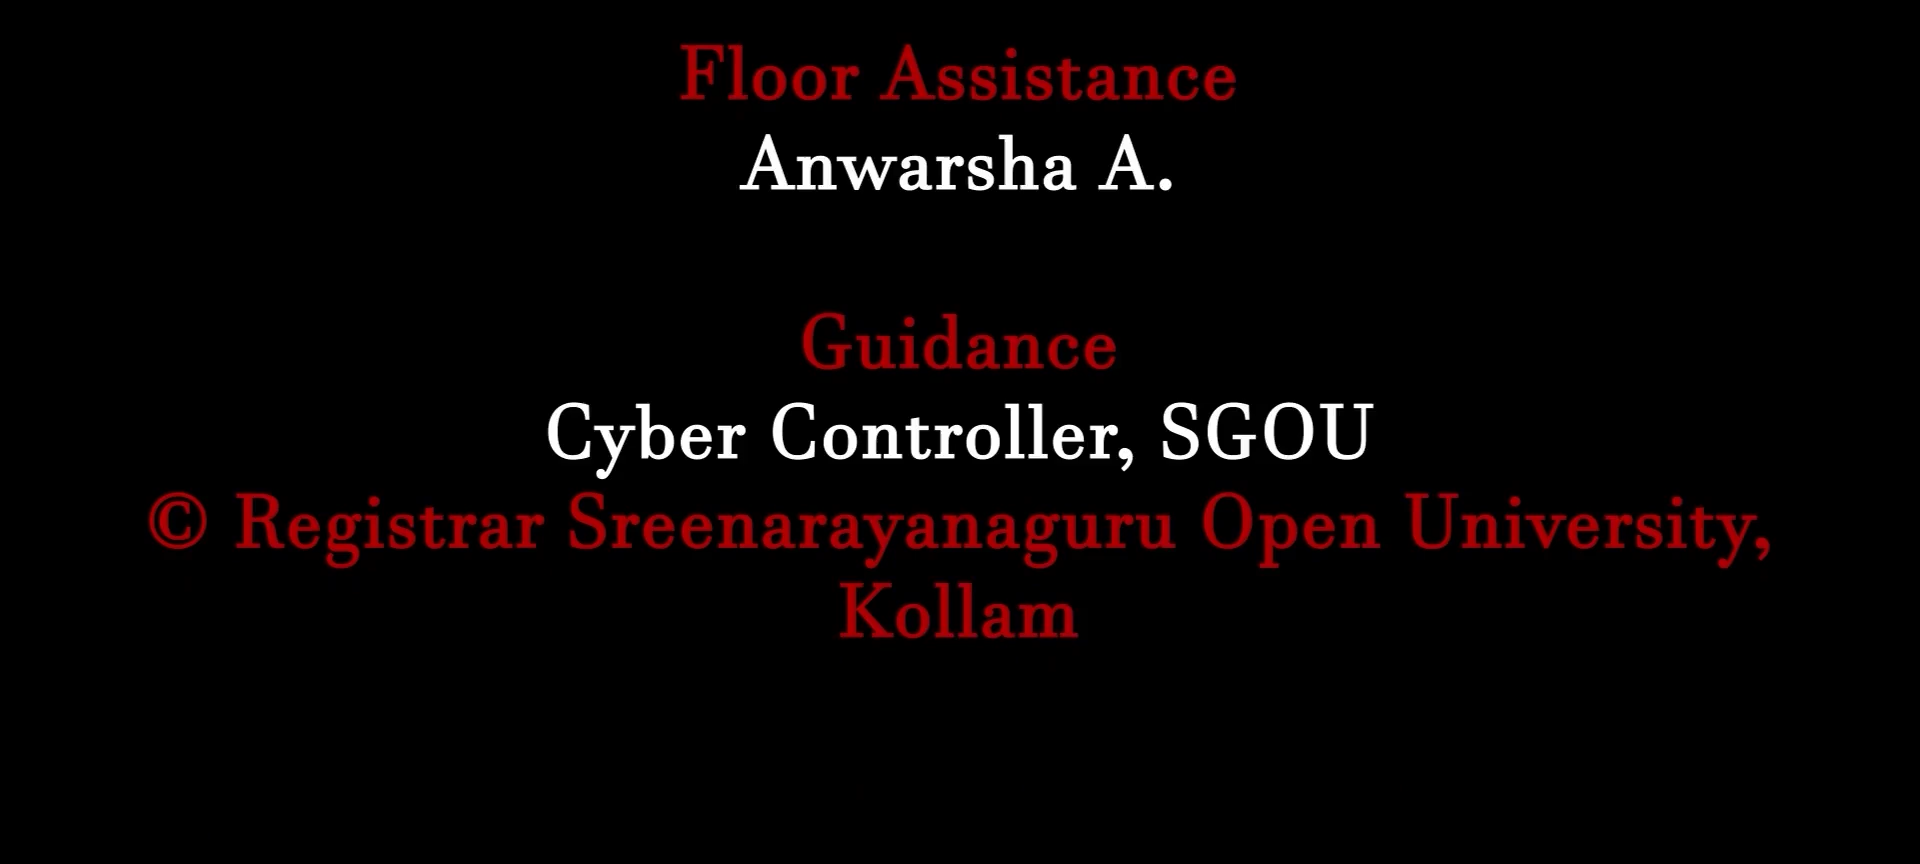 Floor Assistance
Anwarsha A.
Guidance
Cyber Controller, SGOU
© Registrar Sreenarayanaguru Open University,
Kollam